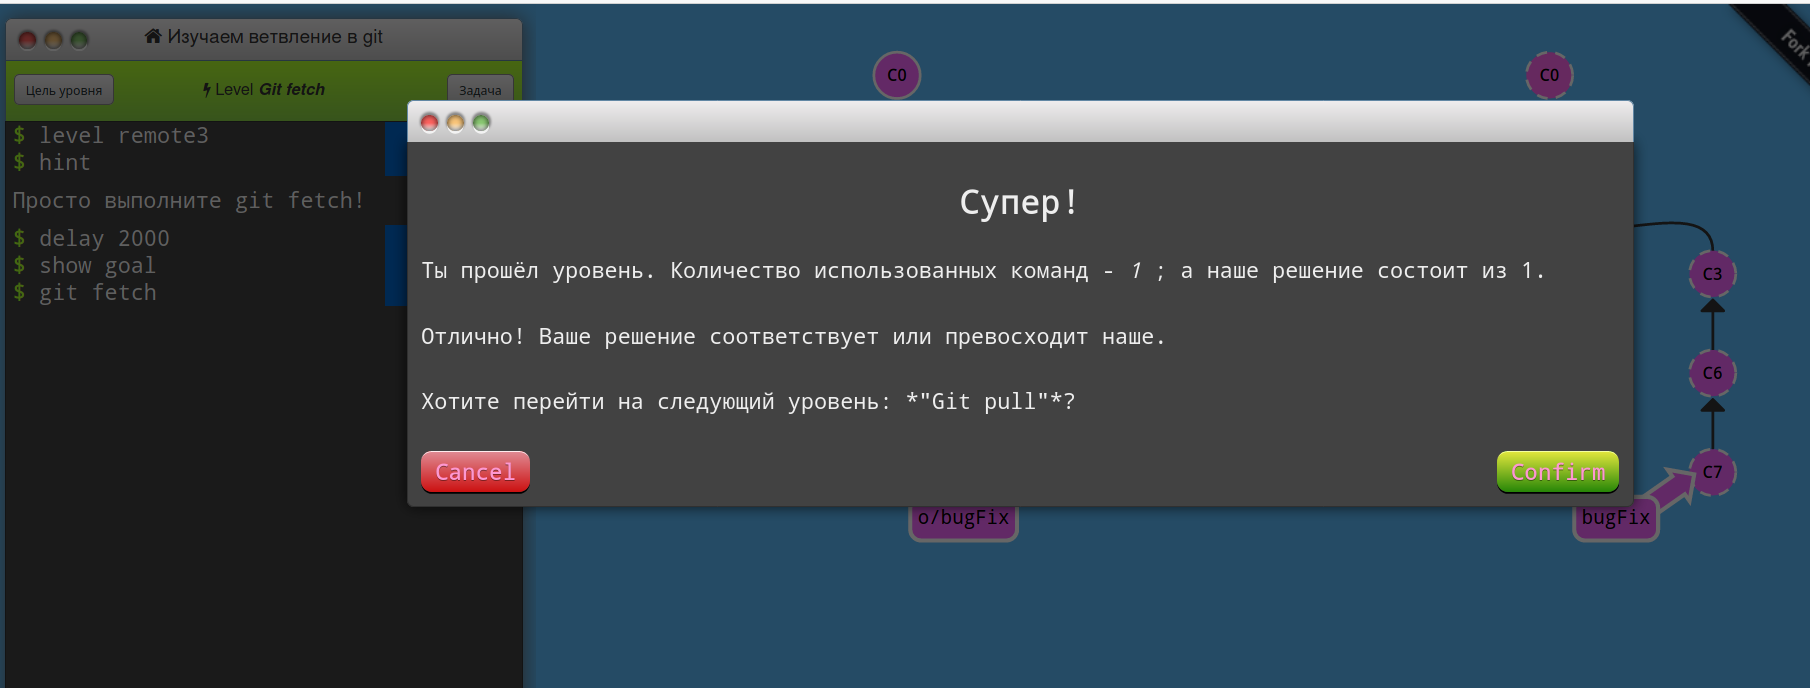 Изучаем ветвление в git
Цель уровня
Level Git fetch
Задача
$ level remote3
$ hint
Просто выполните git fetch!
$ delay 2000
$ show goal
$ git fetch
C0
C0
Fork
Супер!
Ты прошёл уровень. Количество использованных команд - 1 ; а наше решение состоит из 1.
Отлично! Ваше решение соответствует или превосходит наше.
Хотите перейти на следующий уровень: *"Git pull"*?
Cancel
Confirm
C3
C6
C7
o/bugFix
bugFix